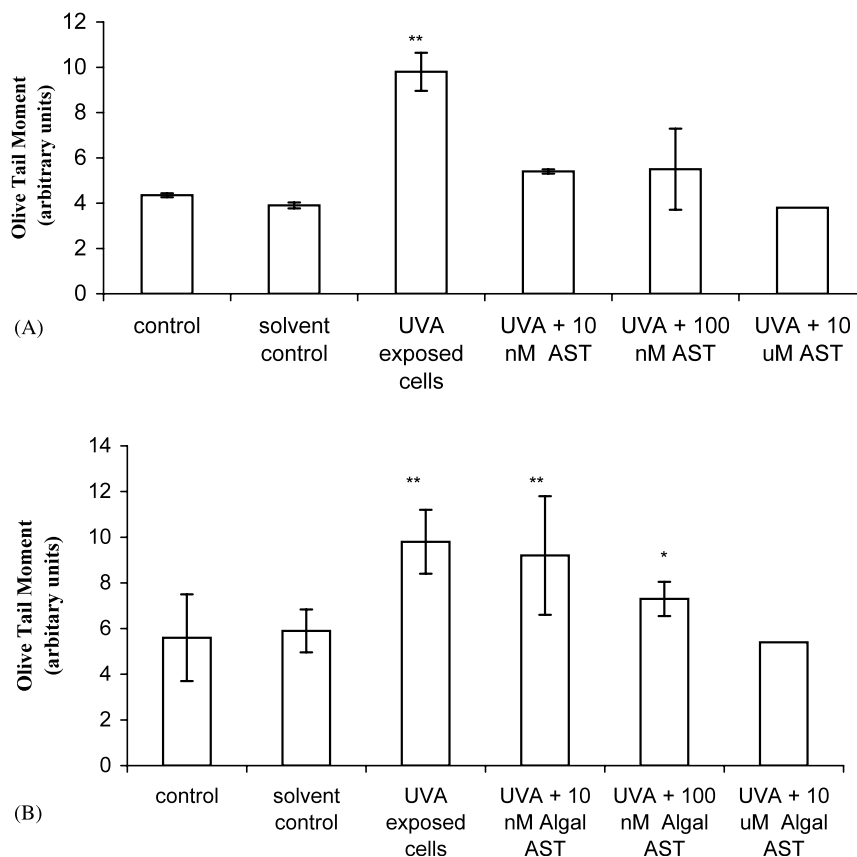 12
10
8
6
4
2
0
Olive Tail Moment
(arbitrary units)
**
control
solvent
control
UVA
exposed
cells
UVA + 10
nM AST
UVA + 100
nM AST
UVA + 10
uM AST
(A)
14
12
10
8
6
4
2
0
Olive Tail Moment
(arbitary units)
**
**
*
control
solvent
control
UVA
exposed
cells
UVA + 10
nM Algal
AST
UVA + 100
nM Algal
AST
UVA + 10
uM Algal
AST
(B)